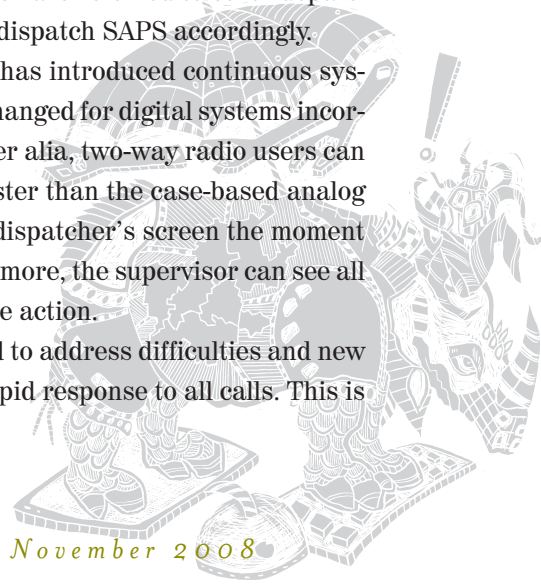 dispatch SAPS accordingly.
has introduced continuous sys-
hanged for digital systems incor-
er alia, two-way radio users can
ster than the case-based analog
dispatcher's screen the moment
more, the supervisor can see all
e action.
l to address difficulties and new
pid response to all calls. This is
November 2008